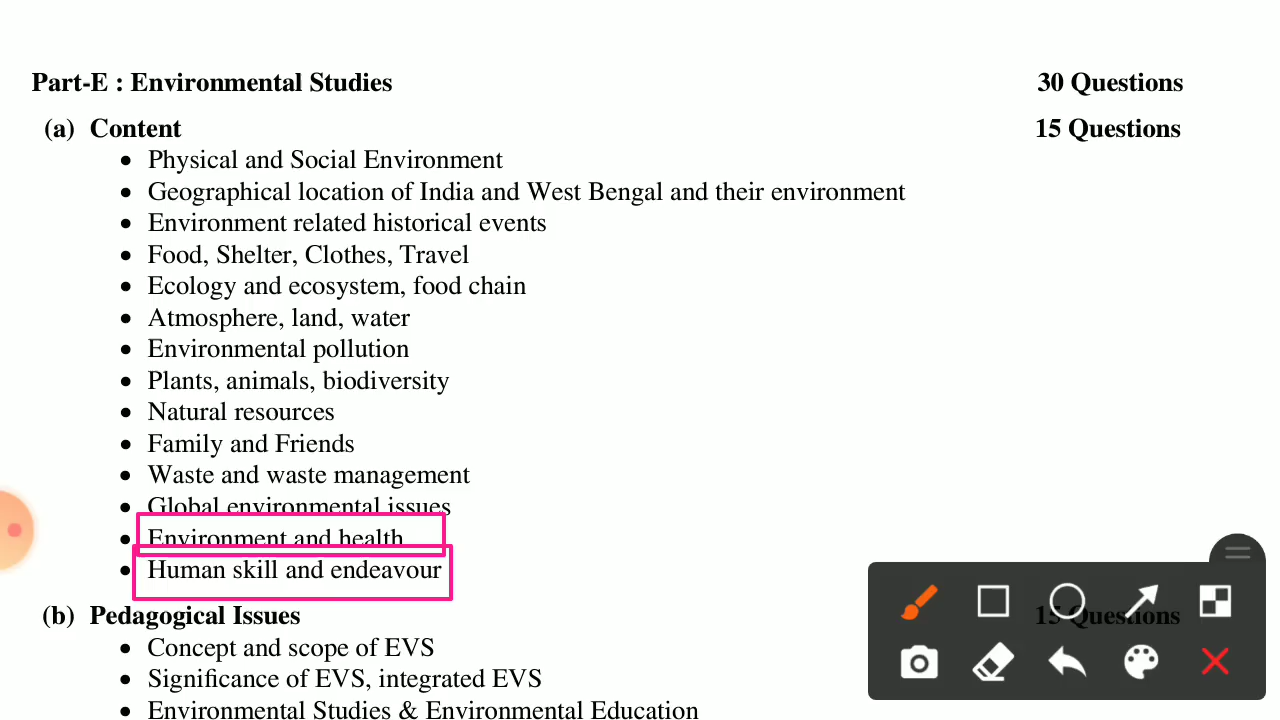 Part-E : Environmental Studies 30 Questions
(a) Content 15 Questions
• Physical and Social Environment
• Geographical location of India and West Bengal and their environment
• Environment related historical events
• Food, Shelter, Clothes, Travel
• Ecology and ecosystem, food chain
• Atmosphere, land, water
• Environmental pollution
• Plants, animals, biodiversity
• Natural resources
• Family and Friends
• Waste and waste management
• Global environmental issues
• Environment and health
• Human skill and endeavour
(b) Pedagogical Issues 15 Questions
• Concept and scope of EVS
• Significance of EVS, integrated EVS
• Environmental Studies & Environmental Education